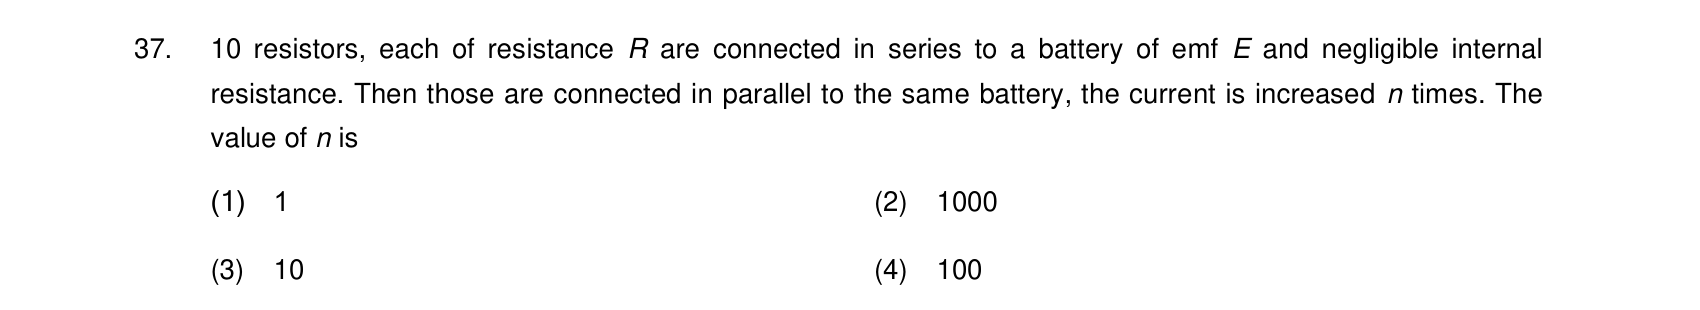 37. 10 resistors, each of resistance R are connected in series to a battery of emf E and negligible internal
resistance. Then those are connected in parallel to the same battery, the current is increased n times. The
value of n is
(1) 1 (2) 1000
(3) 10 (4) 100